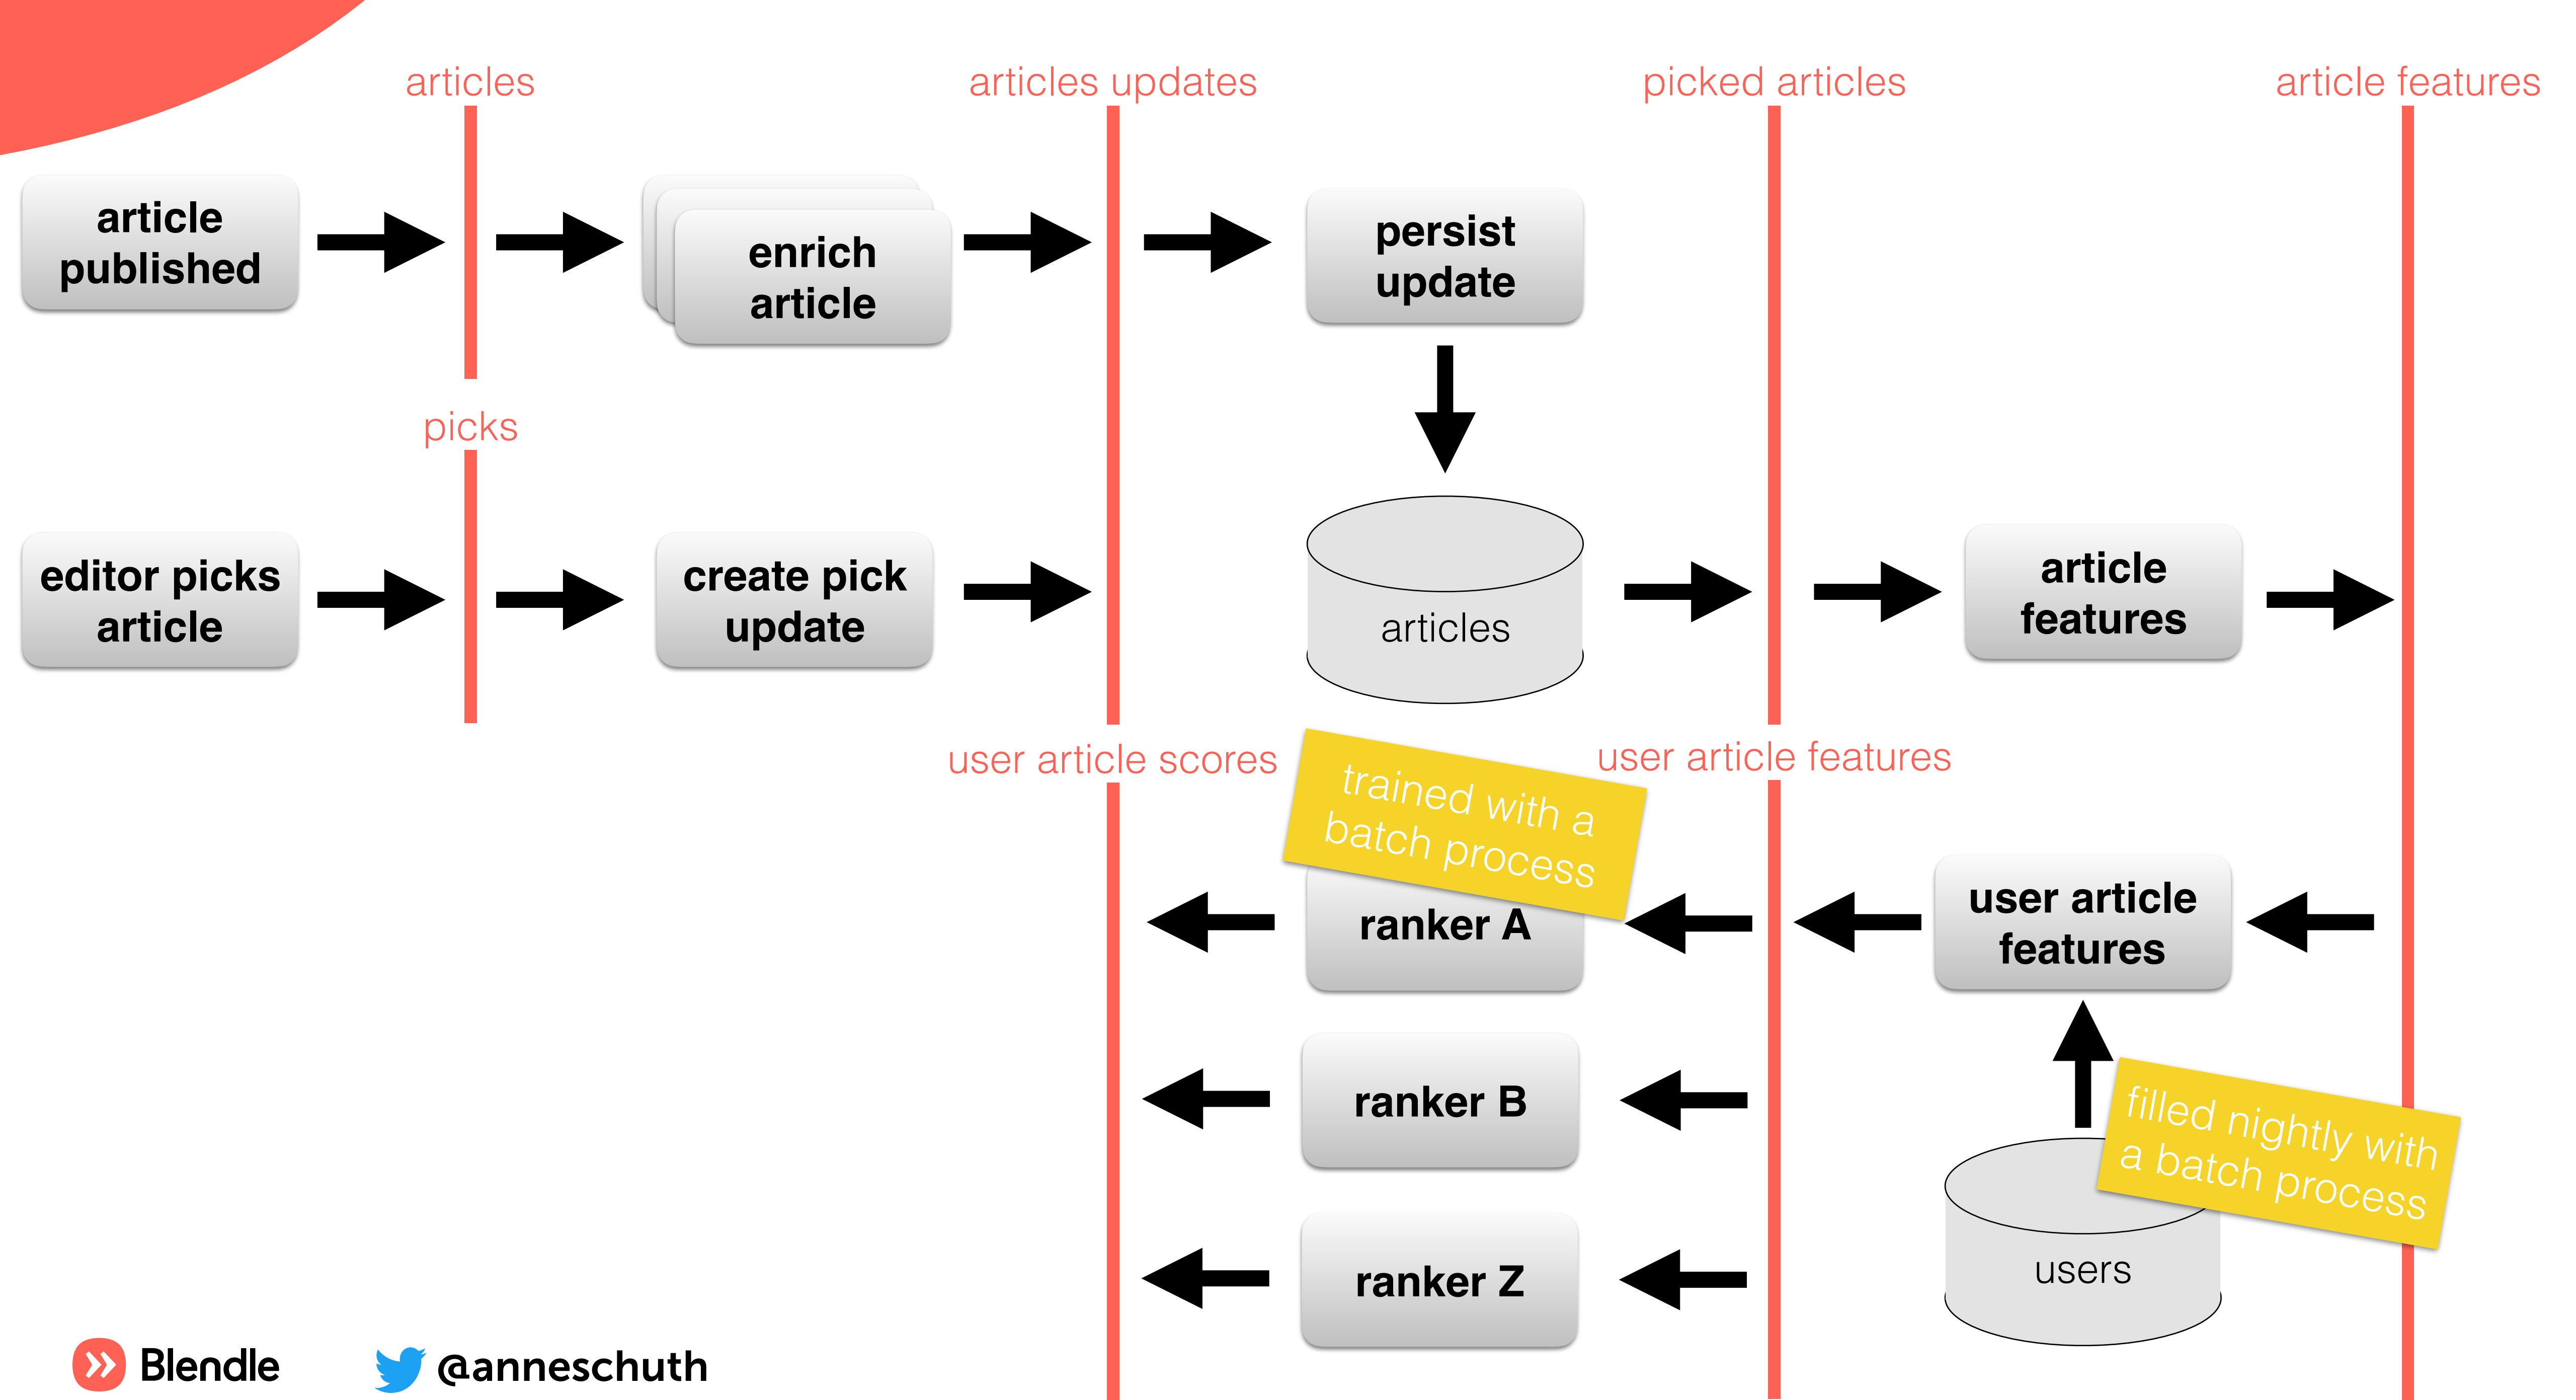 articles
articles updates
picked articles
article features
article
published
enrich
article
persist
update
picks
editor picks
article
create pick
update
articles
article
features
user article scores
trained with a
batch process
user article features
ranker A
user article
features
ranker B
filled nightly with
a batch process
ranker Z
users
Blendle
@anneschuth